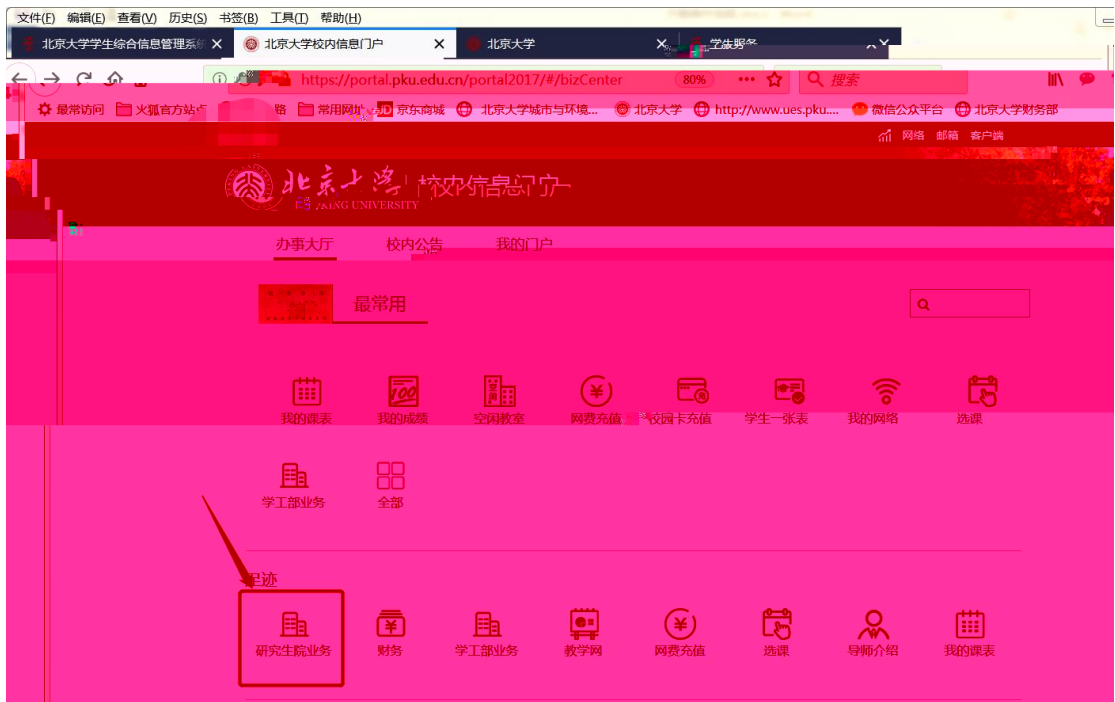 文件(F) 编辑(E) 查看(V) 历史(S) 书签(B) 工具(T) 帮助(H)
北京大学学生综合信息管理系统 × 北京大学校内信息门户 × 北京大学 ×
https://portal.pku.edu.cn/portal2017/#/bizCenter 80% ••• 搜索
最常访问 火狐官方站点 常用网址 JD 京东商城 北京大学城市与环境... 北京大学 http://www.ues.pku.... 微信公众平台 北京大学财务部
网络 邮箱 客户端
北京大学 校内信息门户
UNIVERSITY
办事大厅 校内公告 我的门户
最常用
我的课表 我的成绩 空闲教室 网费充值 校园卡充值 学生一张表 我的网络 选课
学工部业务 全部
足迹
研究生院业务 财务 学工部业务 教学网 网费充值 选课 导师介绍 我的课表